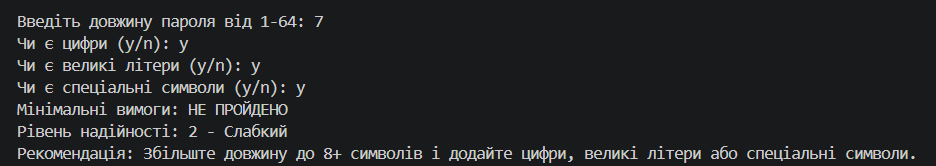 Введіть довжину пароля від 1-64: 7
Чи є цифри (y/n): y
Чи є великі літери (y/n): y
Чи є спеціальні символи (y/n): y
Мінімальні вимоги: НЕ ПРОЙДЕНО
Рівень надійності: 2 - Слабкий
Рекомендація: Збільште довжину до 8+ символів і додайте цифри, великі літери або спеціальні символи.